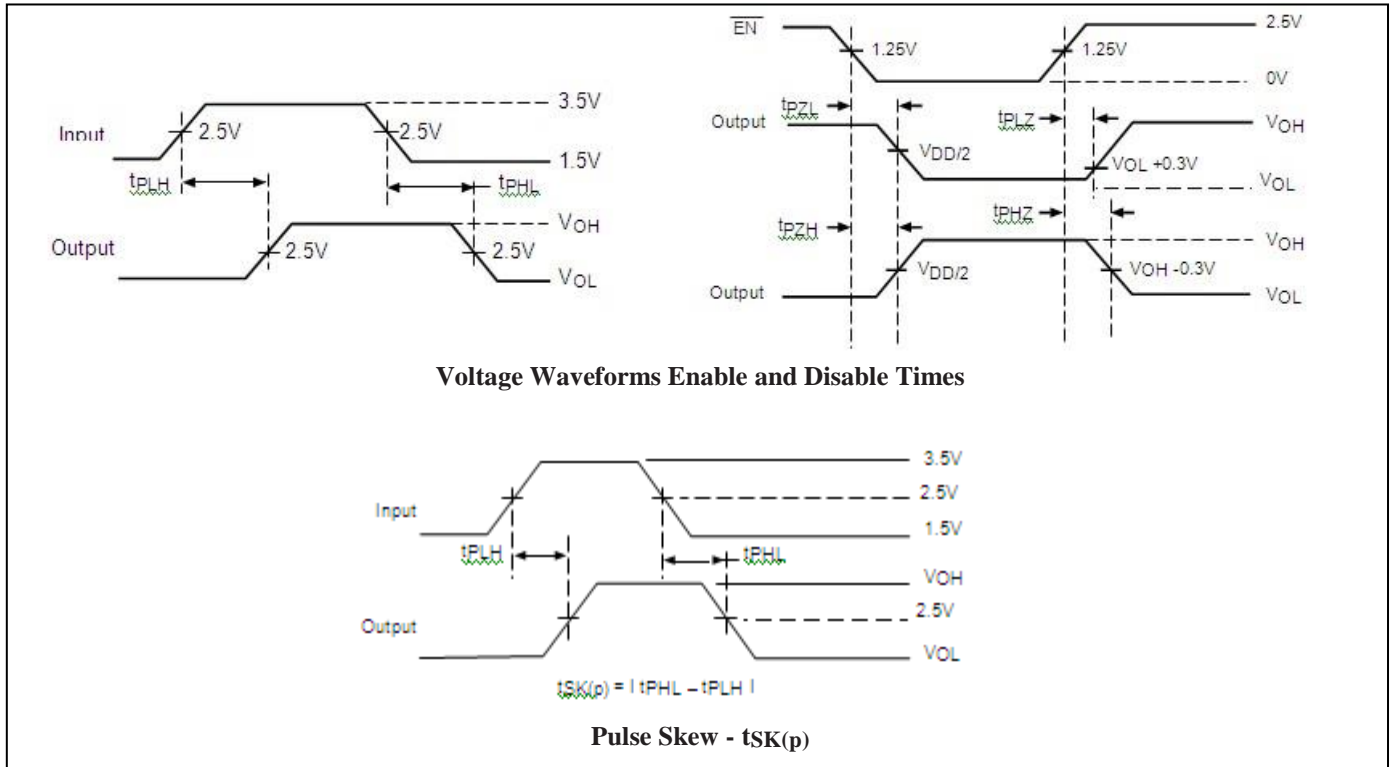 Input
2.5V
2.5V
3.5V
1.5V
tPLH
tPHL
Output
2.5V
2.5V
VOH
VOL
EN
1.25V
1.25V
2.5V
0V
Output
tPZL
VDD/2
tPLZ
VOL +0.3V
VOH
VOL
tPZH
Output
VDD/2
tPHZ
VOH -0.3V
VOH
VOL
Voltage Waveforms Enable and Disable Times
Input
3.5V
2.5V
1.5V
tPLH
tPHL
Output
VOH
2.5V
VOL
tSK(p) = | tPHL – tPLH |
Pulse Skew - tSK(p)